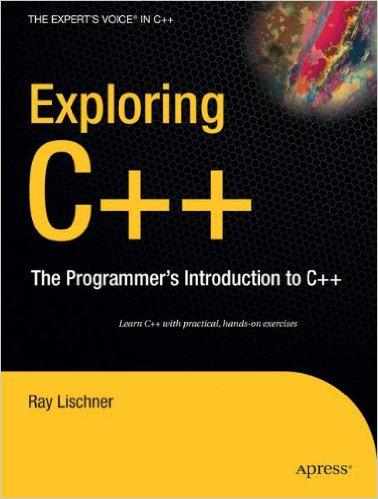 THE EXPERT'S VOICE® IN C++
Exploring
C++
The Programmer's Introduction to C++
Learn C++ with practical, hands-on exercises
Ray Lischner
Apress®